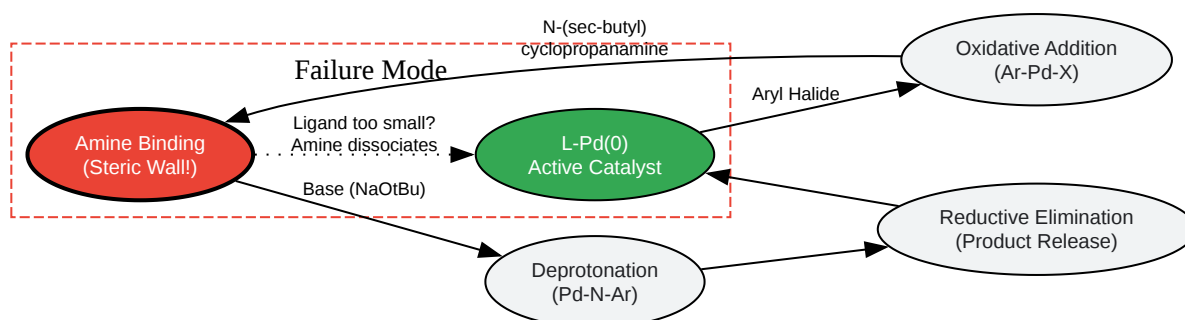 N-(sec-butyl)
cyclopropanamine
Oxidative Addition
(Ar-Pd-X)
Failure Mode
Aryl Halide
Amine Binding
(Steric Wall!)
Ligand too small?
Amine dissociates
L-Pd(0)
Active Catalyst
Base (NaOtBu)
Reductive Elimination
(Product Release)
Deprotonation
(Pd-N-Ar)